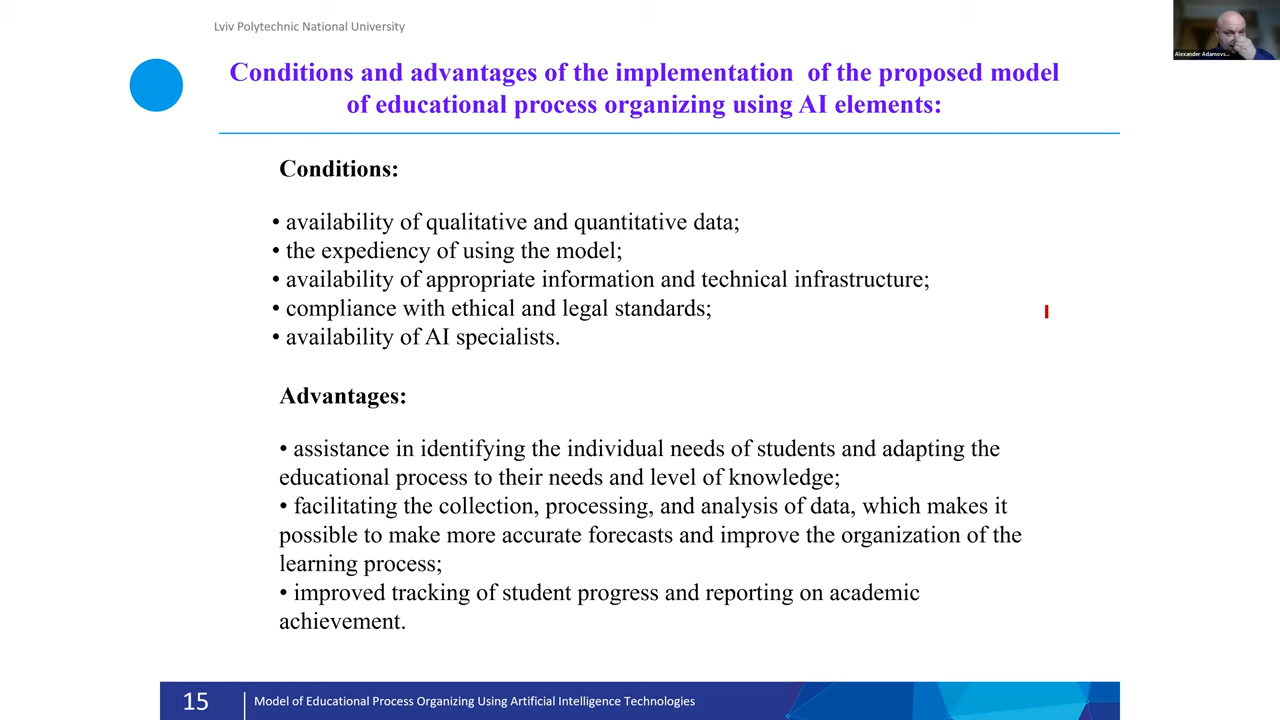 Lviv Polytechnic National University
Alexander Adamovs...
Conditions and advantages of the implementation of the proposed model
of educational process organizing using AI elements:
Conditions:
• availability of qualitative and quantitative data;
• the expediency of using the model;
• availability of appropriate information and technical infrastructure;
• compliance with ethical and legal standards;
• availability of AI specialists.
Advantages:
• assistance in identifying the individual needs of students and adapting the
educational process to their needs and level of knowledge;
• facilitating the collection, processing, and analysis of data, which makes it
possible to make more accurate forecasts and improve the organization of the
learning process;
• improved tracking of student progress and reporting on academic
achievement.
15
Model of Educational Process Organizing Using Artificial Intelligence Technologies